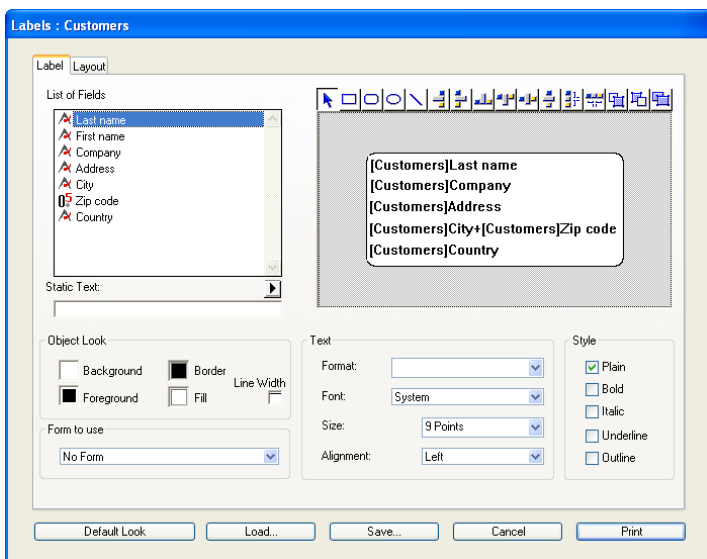 Labels : Customers
Label Layout
List of Fields
Last name
First name
Company
Address
City
Zip code
Country
Static Text:
[Customers]Last name
[Customers]Company
[Customers]Address
[Customers]City+[Customers]Zip code
[Customers]Country
Object Look
Background
Border
Foreground
Fill
Line Width
Form to use
No Form
Text
Format:
Font: System
Size: 9 Points
Alignment: Left
Style
Plain
Bold
Italic
Underline
Outline
Default Look Load... Save... Cancel Print